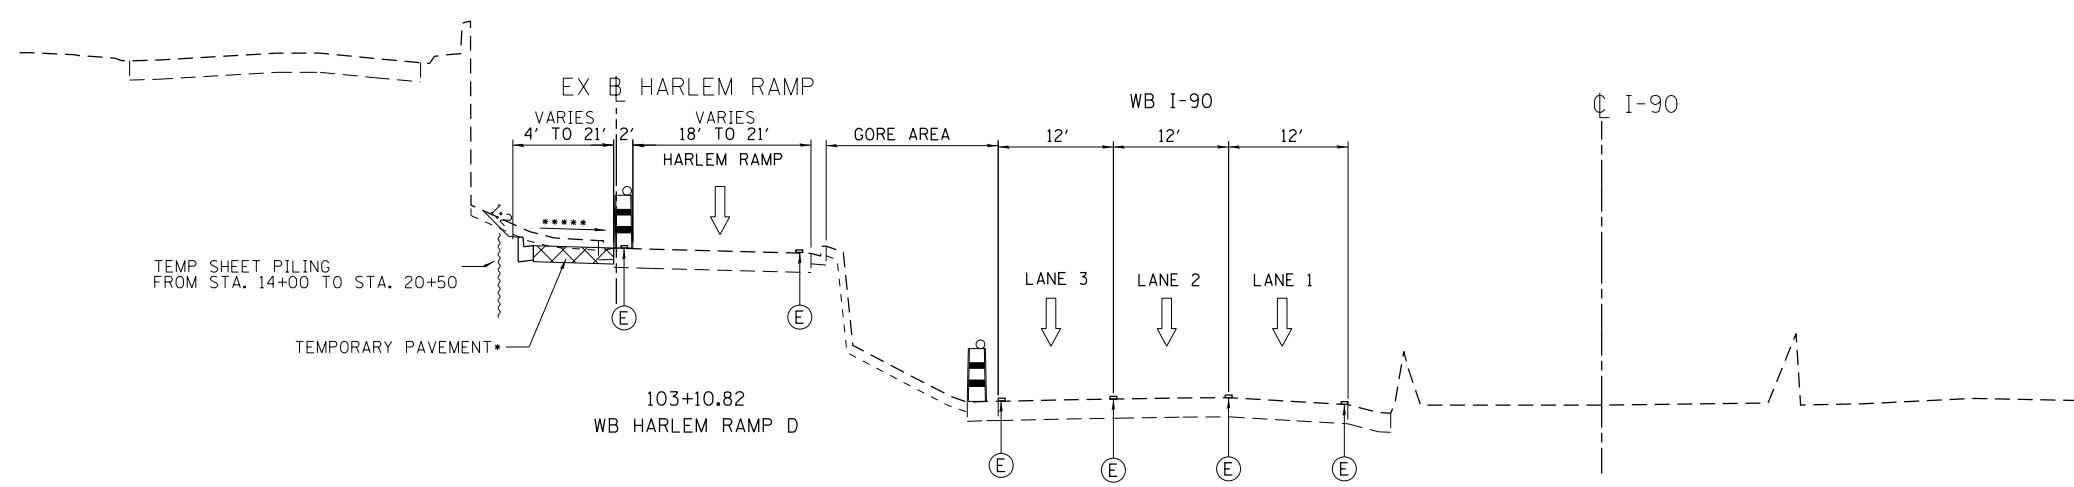 EX B HARLEM RAMP
WB I-90
℄ I-90
VARIES
4' TO 21'
2'
VARIES
18' TO 21'
GORE AREA
12'
12'
12'
HARLEM RAMP
*****
TEMP SHEET PILING
FROM STA. 14+00 TO STA. 20+50
LANE 3
LANE 2
LANE 1
E
E
TEMPORARY PAVEMENT*
103+10.82
WB HARLEM RAMP D
E
E
E
E